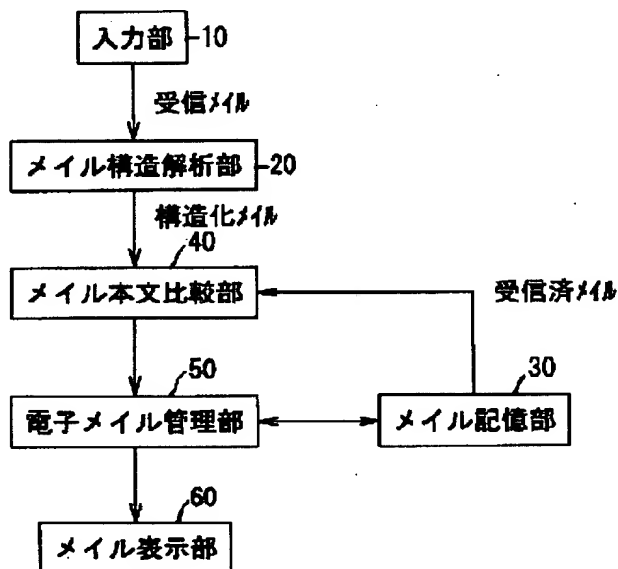 入力部 10
受信メイル
メイル構造解析部 20
構造化メイル
40
メイル本文比較部
受信済メイル
50
電子メイル管理部
30
メイル記憶部
60
メイル表示部